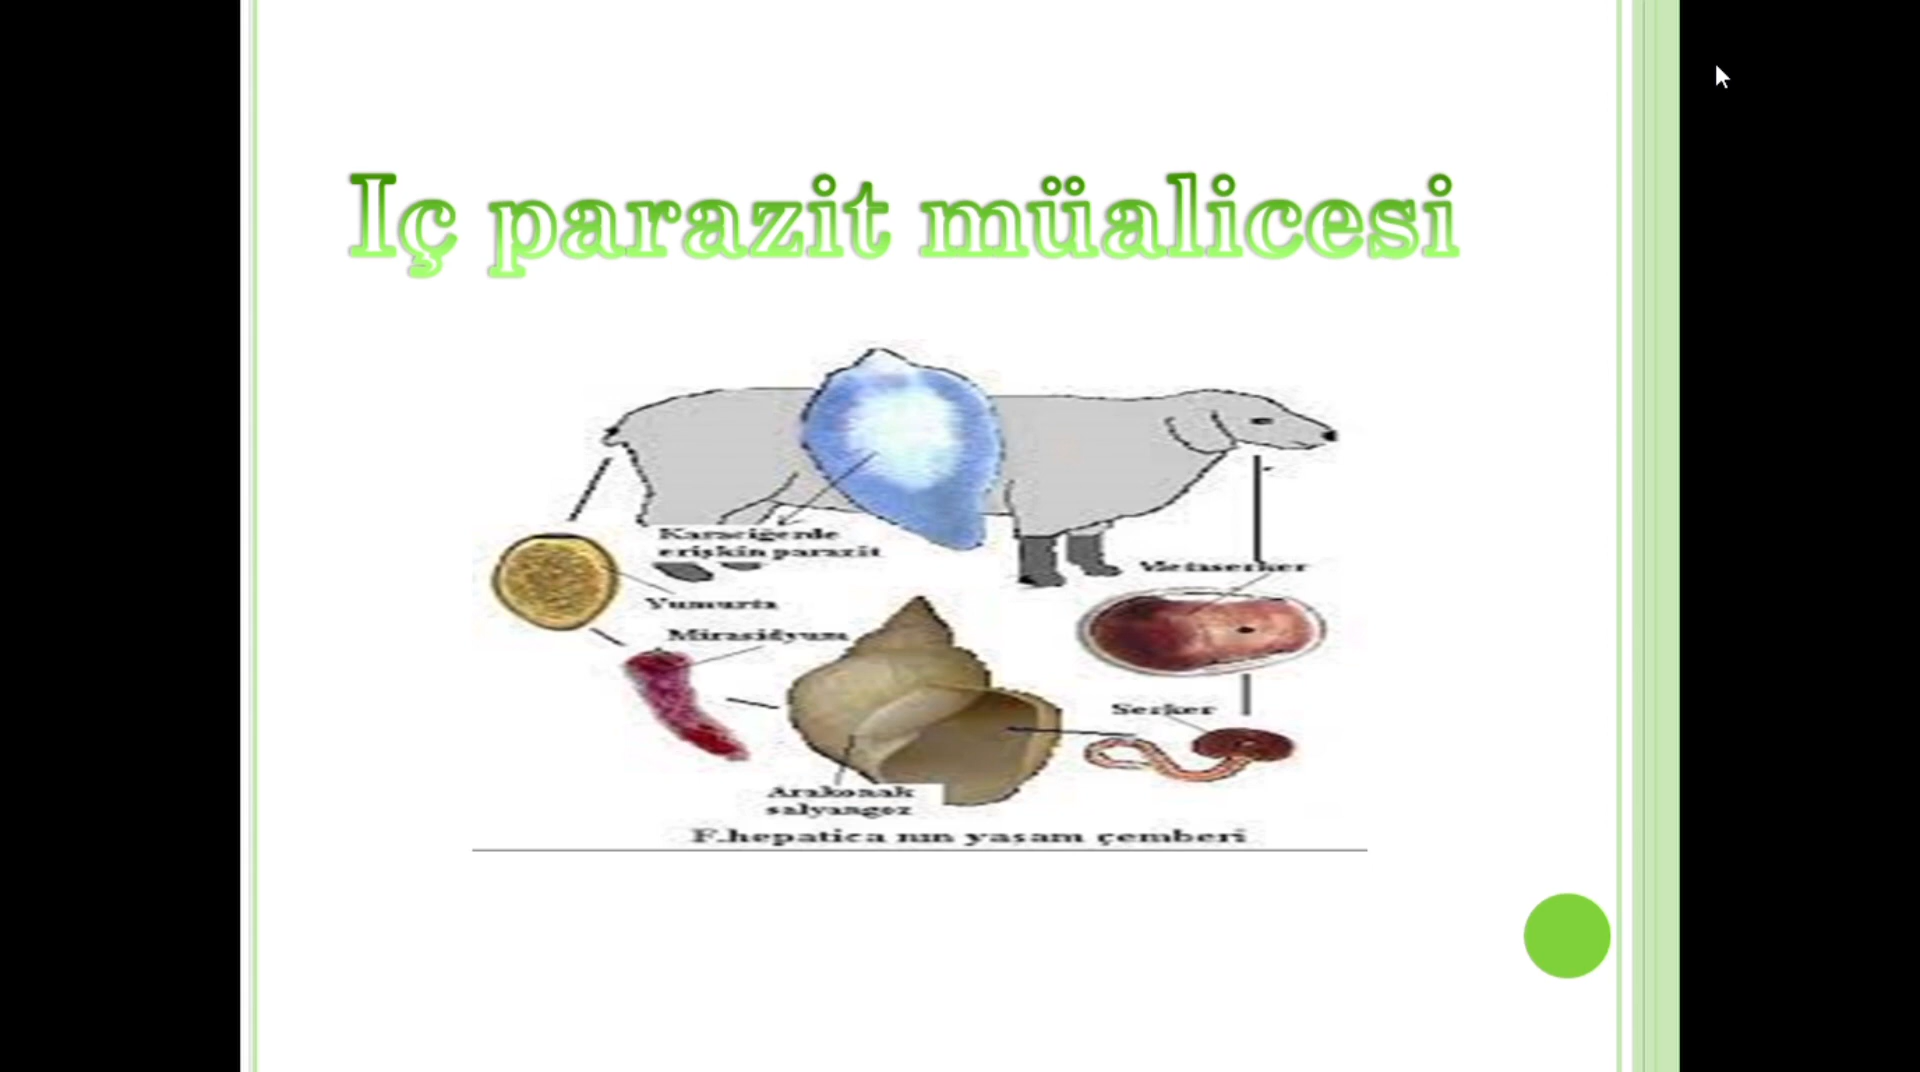 Iç parazit müalicesi
Karaciğerde
erişkin parazit
Metaserker
Yumurta
Mirasidyum
Serker
Arakonak
salyangoz
F.hepatica nın yaşam çemberi